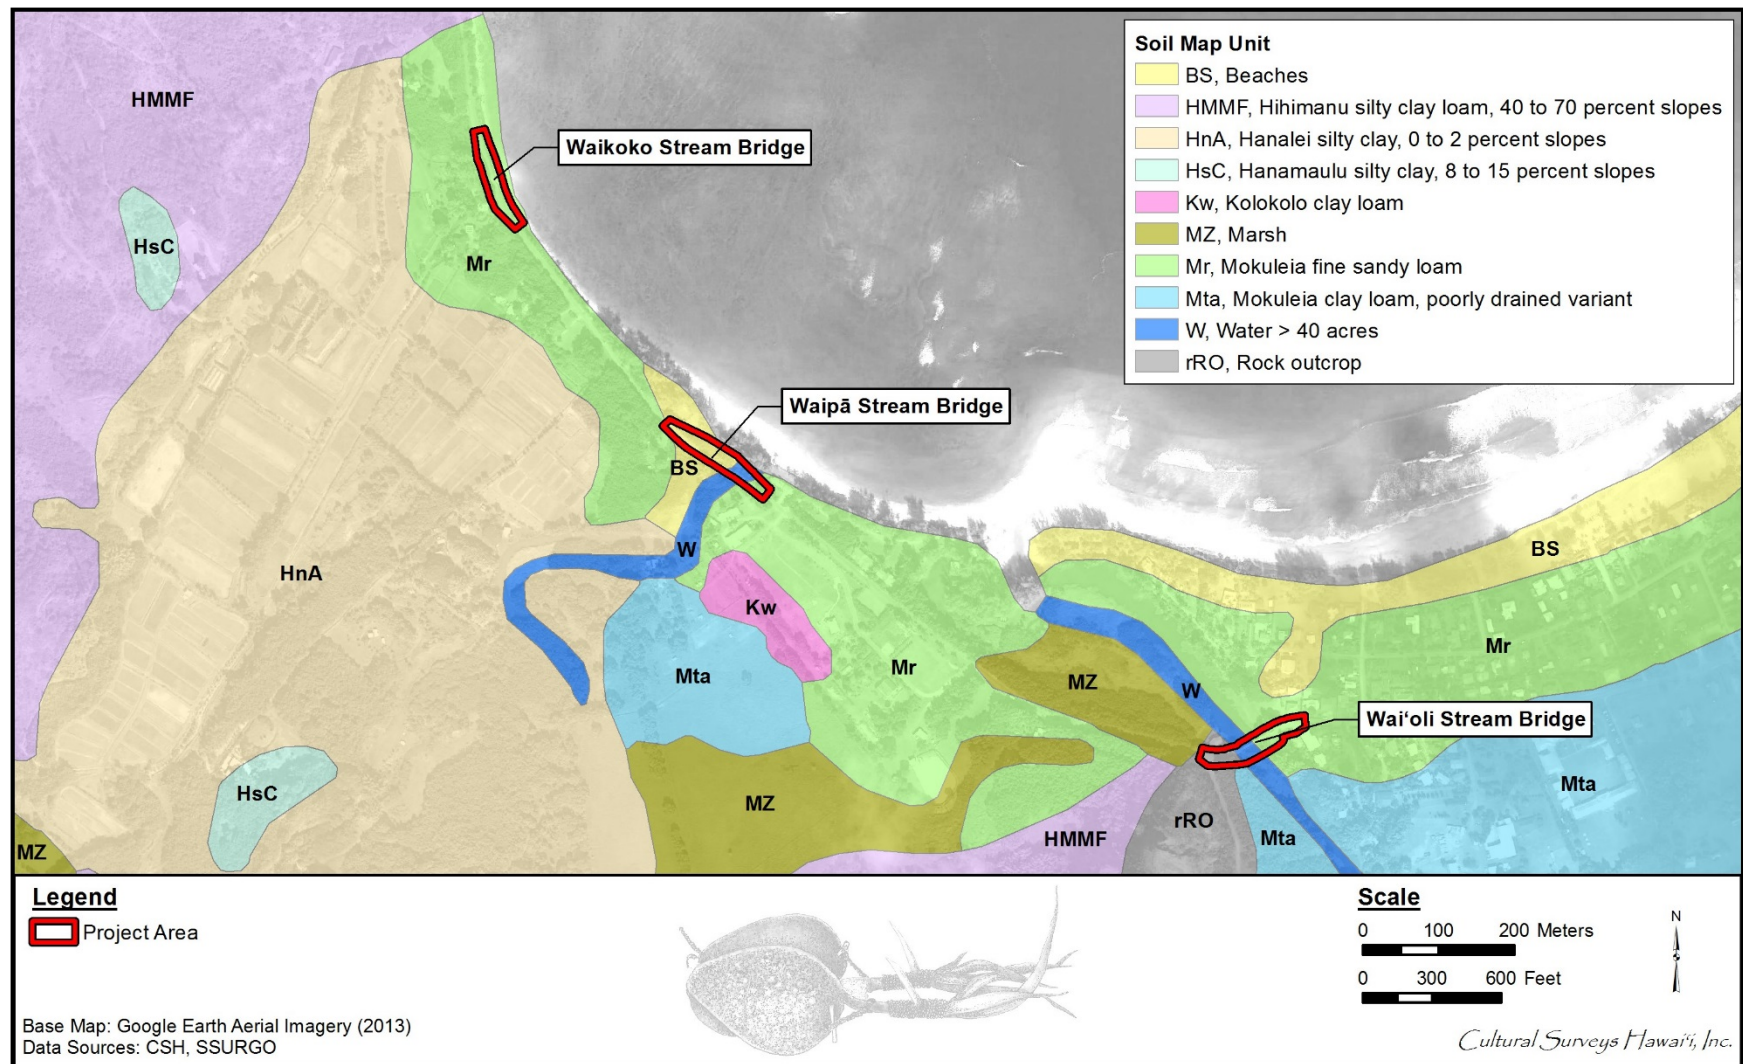 Soil Map Unit
BS, Beaches
HMMF, Hihimanu silty clay loam, 40 to 70 percent slopes
HnA, Hanalei silty clay, 0 to 2 percent slopes
HsC, Hanamaulu silty clay, 8 to 15 percent slopes
Kw, Kolokolo clay loam
MZ, Marsh
Mr, Mokuleia fine sandy loam
Mta, Mokuleia clay loam, poorly drained variant
W, Water > 40 acres
rRO, Rock outcrop
HMMF
Waikoko Stream Bridge
HsC
Mr
Waipā Stream Bridge
BS
W
BS
HnA
Kw
Mr
Mta
Mr
MZ
W
Wai‘oli Stream Bridge
HsC
MZ
Mta
rRO
HMMF
Mta
MZ
Legend
Project Area
Scale
0 100 200 Meters
0 300 600 Feet
N
Base Map: Google Earth Aerial Imagery (2013)
Data Sources: CSH, SSURGO
Cultural Surveys Hawai‘i, Inc.